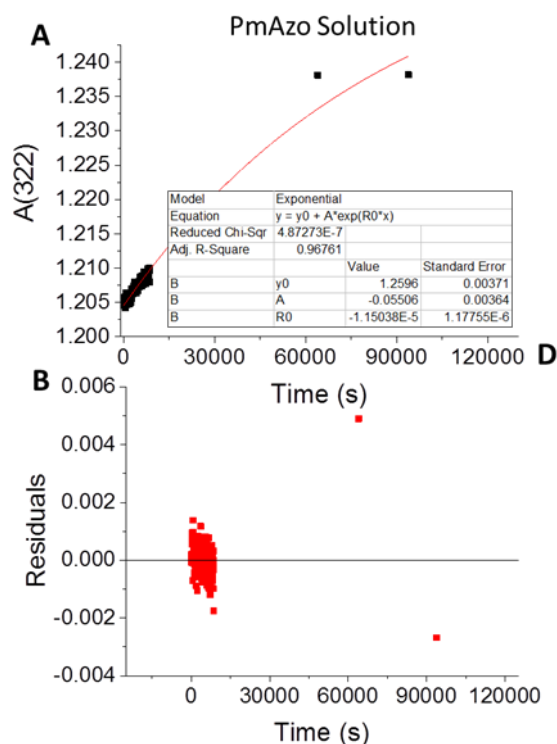 PmAzo Solution
A
1.240
1.235
1.230
1.225
1.220
1.215
1.210
1.205
1.200
A(322)
Model Exponential
Equation y = y0 + A*exp(R0*x)
Reduced Chi-Sqr 4.87273E-7
Adj. R-Square 0.96761
Value Standard Error
B y0 1.2596 0.00371
B A -0.05506 0.00364
B R0 -1.15038E-5 1.17755E-6
0 30000 60000 90000 120000
Time (s)
D
B
0.006
0.004
0.002
0.000
-0.002
-0.004
Residuals
0 30000 60000 90000 120000
Time (s)